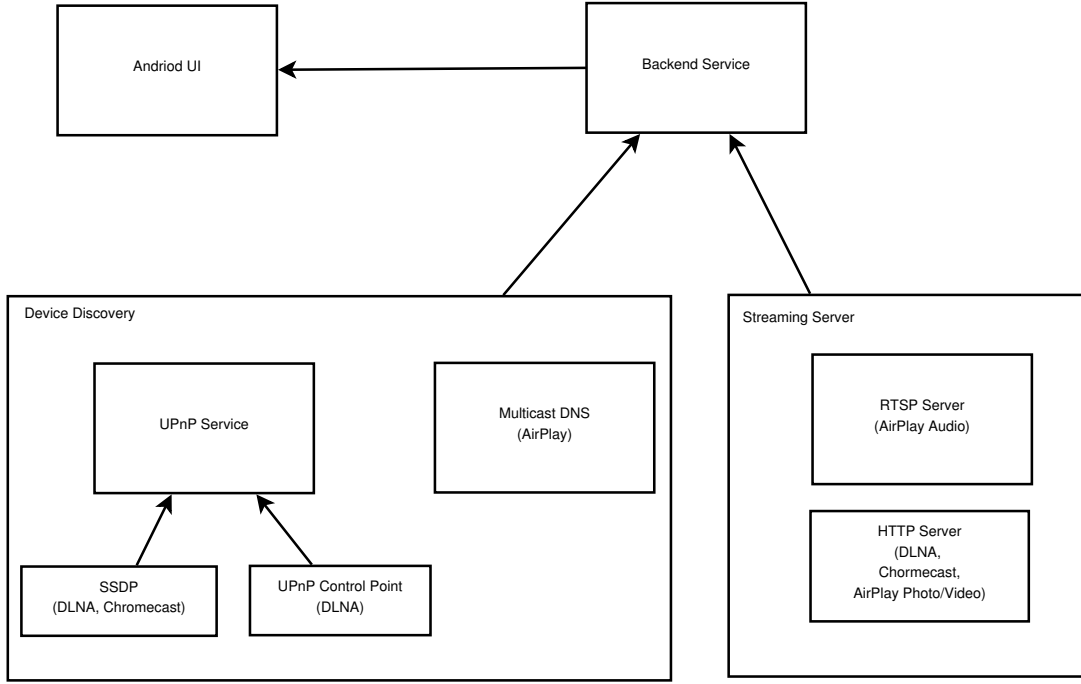 Andriod UI
Backend Service
Device Discovery
UPnP Service
Multicast DNS
(AirPlay)
SSDP
(DLNA, Chromecast)
UPnP Control Point
(DLNA)
Streaming Server
RTSP Server
(AirPlay Audio)
HTTP Server
(DLNA,
Chormecast,
AirPlay Photo/Video)